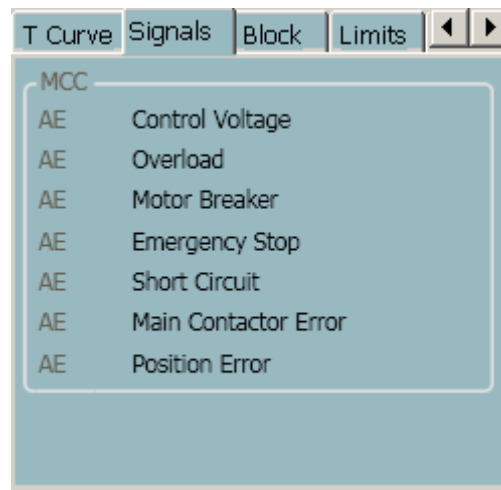 T Curve Signals Block Limits
MCC
AE Control Voltage
AE Overload
AE Motor Breaker
AE Emergency Stop
AE Short Circuit
AE Main Contactor Error
AE Position Error